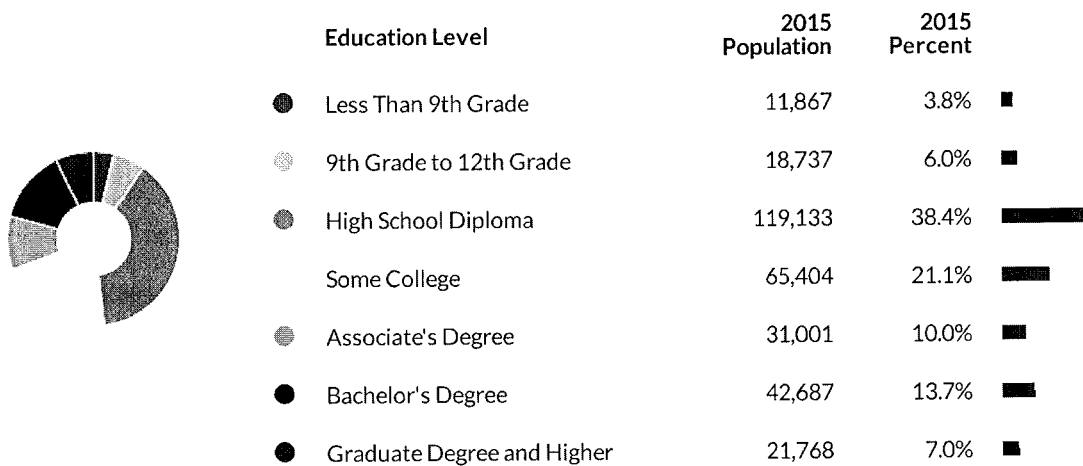 Education Level 2015 Population 2015 Percent
Less Than 9th Grade 11,867 3.8%
9th Grade to 12th Grade 18,737 6.0%
High School Diploma 119,133 38.4%
Some College 65,404 21.1%
Associate's Degree 31,001 10.0%
Bachelor's Degree 42,687 13.7%
Graduate Degree and Higher 21,768 7.0%